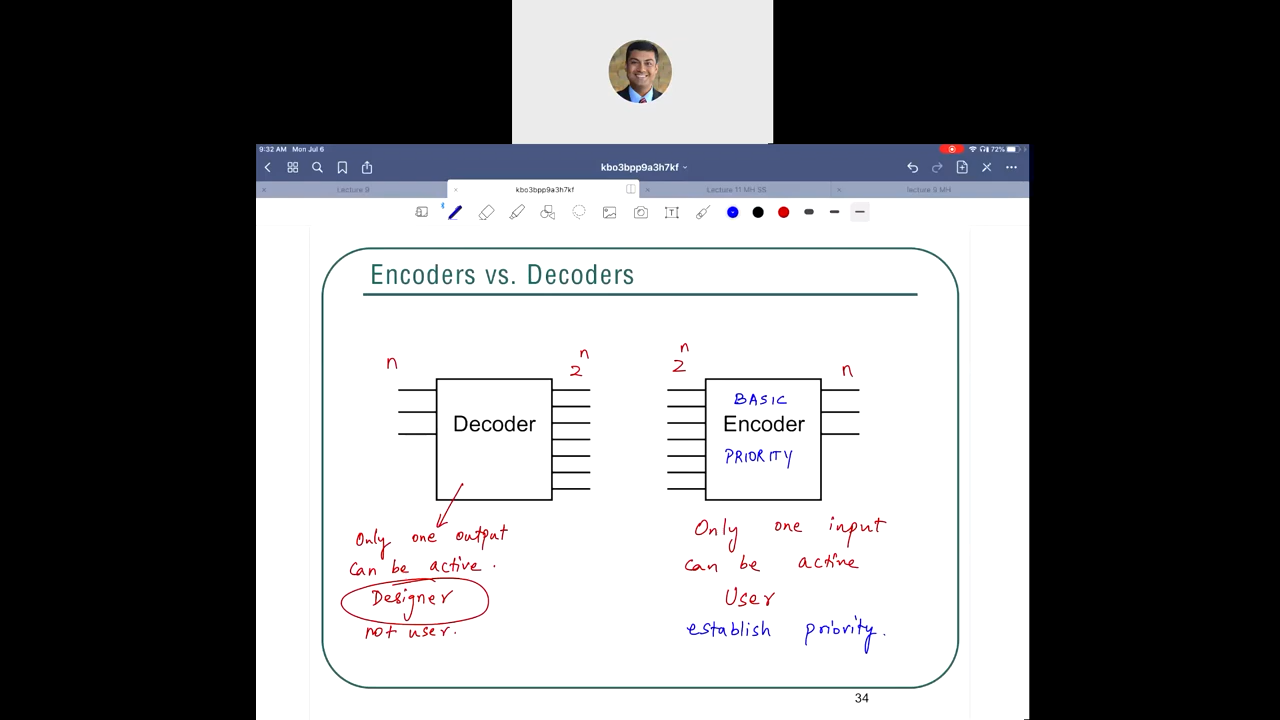 9:32 AM Mon Jul 6
72%
kbo3bpp9a3h7kf
Lecture 9
kbo3bpp9a3h7kf
Lecture 11 MH SS
lecture 9 MH
T
Encoders vs. Decoders
n
2^n
2^n
n
BASIC
Decoder
Encoder
PRIORITY
Only one output
can be active.
Designer
not user.
Only one input
can be active
User
establish priority.
34